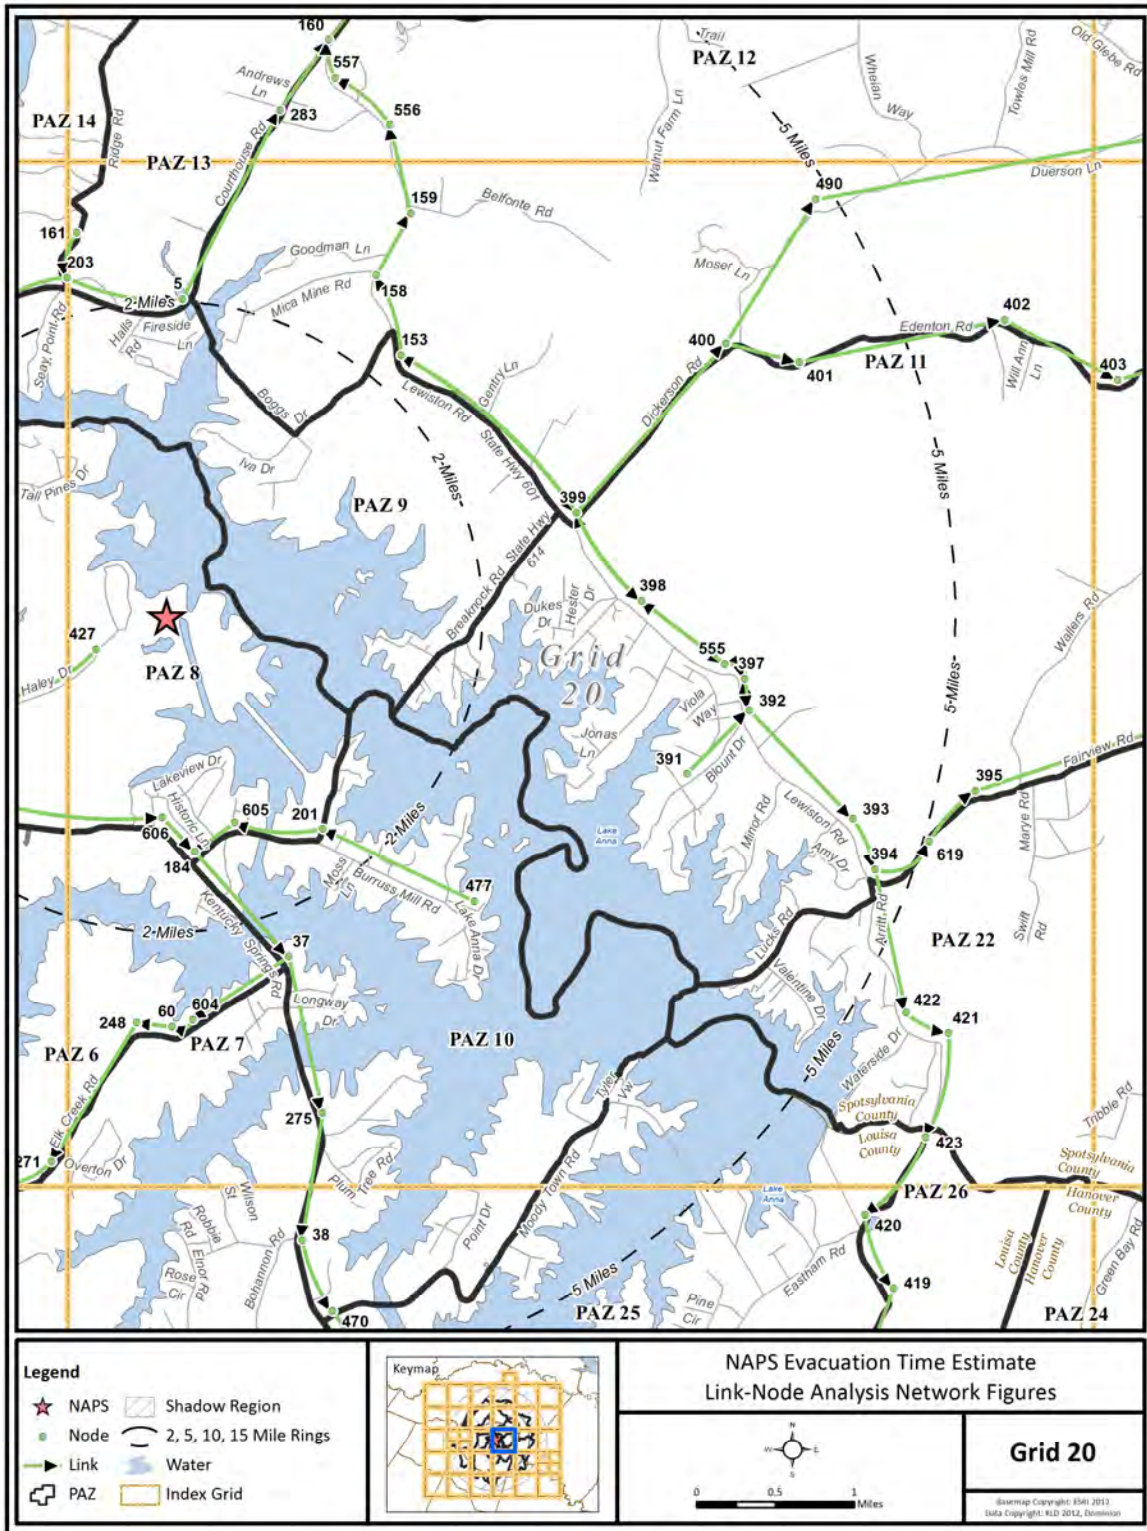 160
557
Andrews
Ln
283
556
Trail
PAZ 12
Old Glebe Rd
Towles Mill Rd
Whelan
Way
PAZ 14
Ridge Rd
PAZ 13
Courthouse Rd
Walnut Farm Ln
5 Miles
490
Duerson Ln
159
Belfonte Rd
161
203
5
Goodman Ln
Moser Ln
2-Miles
Halls
Rd
Fireside
Ln
Mica Mine Rd
158
Seay Point Rd
153
400
402
Edenton Rd
PAZ 11
401
Will Ann
Ln
403
Boggs Dr
Lewiston Rd
Gentry Ln
Dickerson Rd
State Hwy 601
Iva Dr
2-Miles
5 Miles
Tall Pines Dr
PAZ 9
399
State Hwy
614
Breaknock Rd
398
Dukes
Dr
Hester
Dr
Wallers Rd
427
PAZ 8
Haley Dr
Grid
20
555
397
5-Miles
Viola
Way
392
Jonas
Ln
391
Blount Dr
Fairview Rd
395
Lakeview Dr
Historic Ln
605
201
606
2-Miles
Lake
Anna
Minor Rd
Lewiston Rd
393
Amy Dr
619
Marye Rd
184
Moss
Ln
Burruss Mill Rd
477
394
Kentucky Springs Rd
Lake Anna Dr
Arritt Rd
2-Miles
Lucks Rd
PAZ 22
Swift
Rd
37
Valentine Dr
Longway
Dr
604
60
248
PAZ 7
422
421
PAZ 6
PAZ 10
5 Miles
Waterside Dr
Elk Creek Rd
Tyler
Vw
275
Spotsylvania
County
Louisa
County
423
Tribble Rd
271
Overton Dr
Plum
Tree Rd
Moody Town Rd
Spotsylvania
County
Hanover
County
Wilson
St
Lake
Anna
PAZ 26
420
Robbie
Rd
38
Point Dr
Eastham Rd
Louisa
County
Hanover
County
Green Bay Rd
Rose
Cir
Elnor Rd
Bohannon Rd
419
5 Miles
PAZ 25
Pine
Cir
PAZ 24
470
Legend
NAPS
Shadow Region
Node
2, 5, 10, 15 Mile Rings
Link
Water
PAZ
Index Grid
Keymap
NAPS Evacuation Time Estimate
Link-Node Analysis Network Figures
N
W
E
S
0
0.5
1
Miles
Grid 20
Basemap Copyright: ESRI 2012
Data Copyright: KLD 2012, Dominion